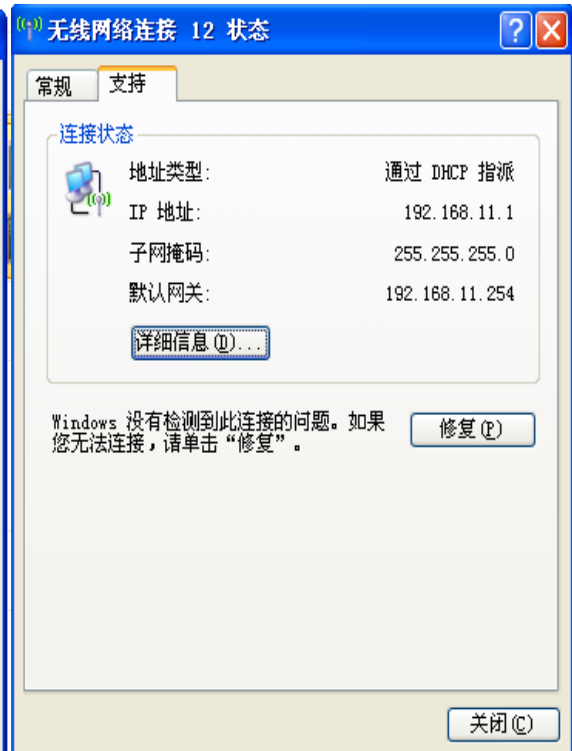 无线网络连接 12 状态
常规
支持
连接状态
地址类型: 通过 DHCP 指派
IP 地址: 192.168.11.1
子网掩码: 255.255.255.0
默认网关: 192.168.11.254
详细信息(D)...
Windows 没有检测到此连接的问题。如果
您无法连接，请单击“修复”。
修复(P)
关闭(C)